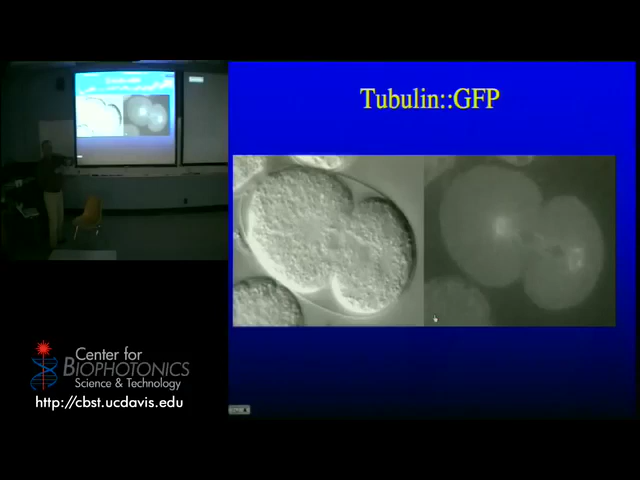 Tubulin::GFP
Center for
BIOPHOTONICS
Science & Technology
http://cbst.ucdavis.edu